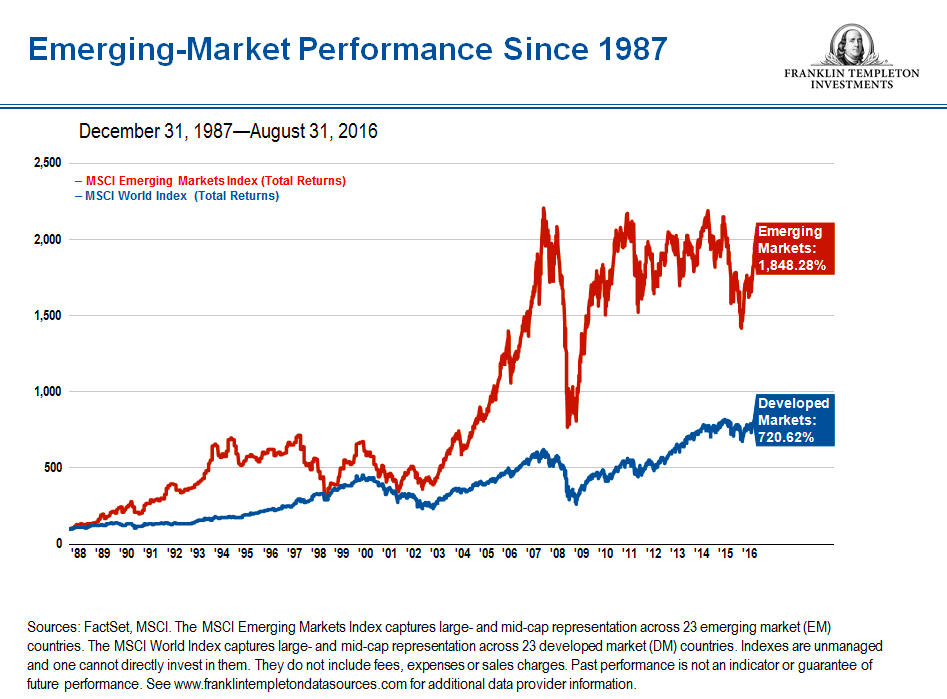 Emerging-Market Performance Since 1987
FRANKLIN TEMPLETON
INVESTMENTS
December 31, 1987—August 31, 2016
2,500
– MSCI Emerging Markets Index (Total Returns)
– MSCI World Index (Total Returns)
2,000
Emerging
Markets:
1,848.28%
1,500
1,000
Developed
Markets:
720.62%
500
0
'88 '89 '90 '91 '92 '93 '94 '95 '96 '97 '98 '99 '00 '01 '02 '03 '04 '05 '06 '07 '08 '09 '10 '11 '12 '13 '14 '15 '16
Sources: FactSet, MSCI. The MSCI Emerging Markets Index captures large- and mid-cap representation across 23 emerging market (EM)
countries. The MSCI World Index captures large- and mid-cap representation across 23 developed market (DM) countries. Indexes are unmanaged
and one cannot directly invest in them. They do not include fees, expenses or sales charges. Past performance is not an indicator or guarantee of
future performance. See www.franklintempletondatasources.com for additional data provider information.